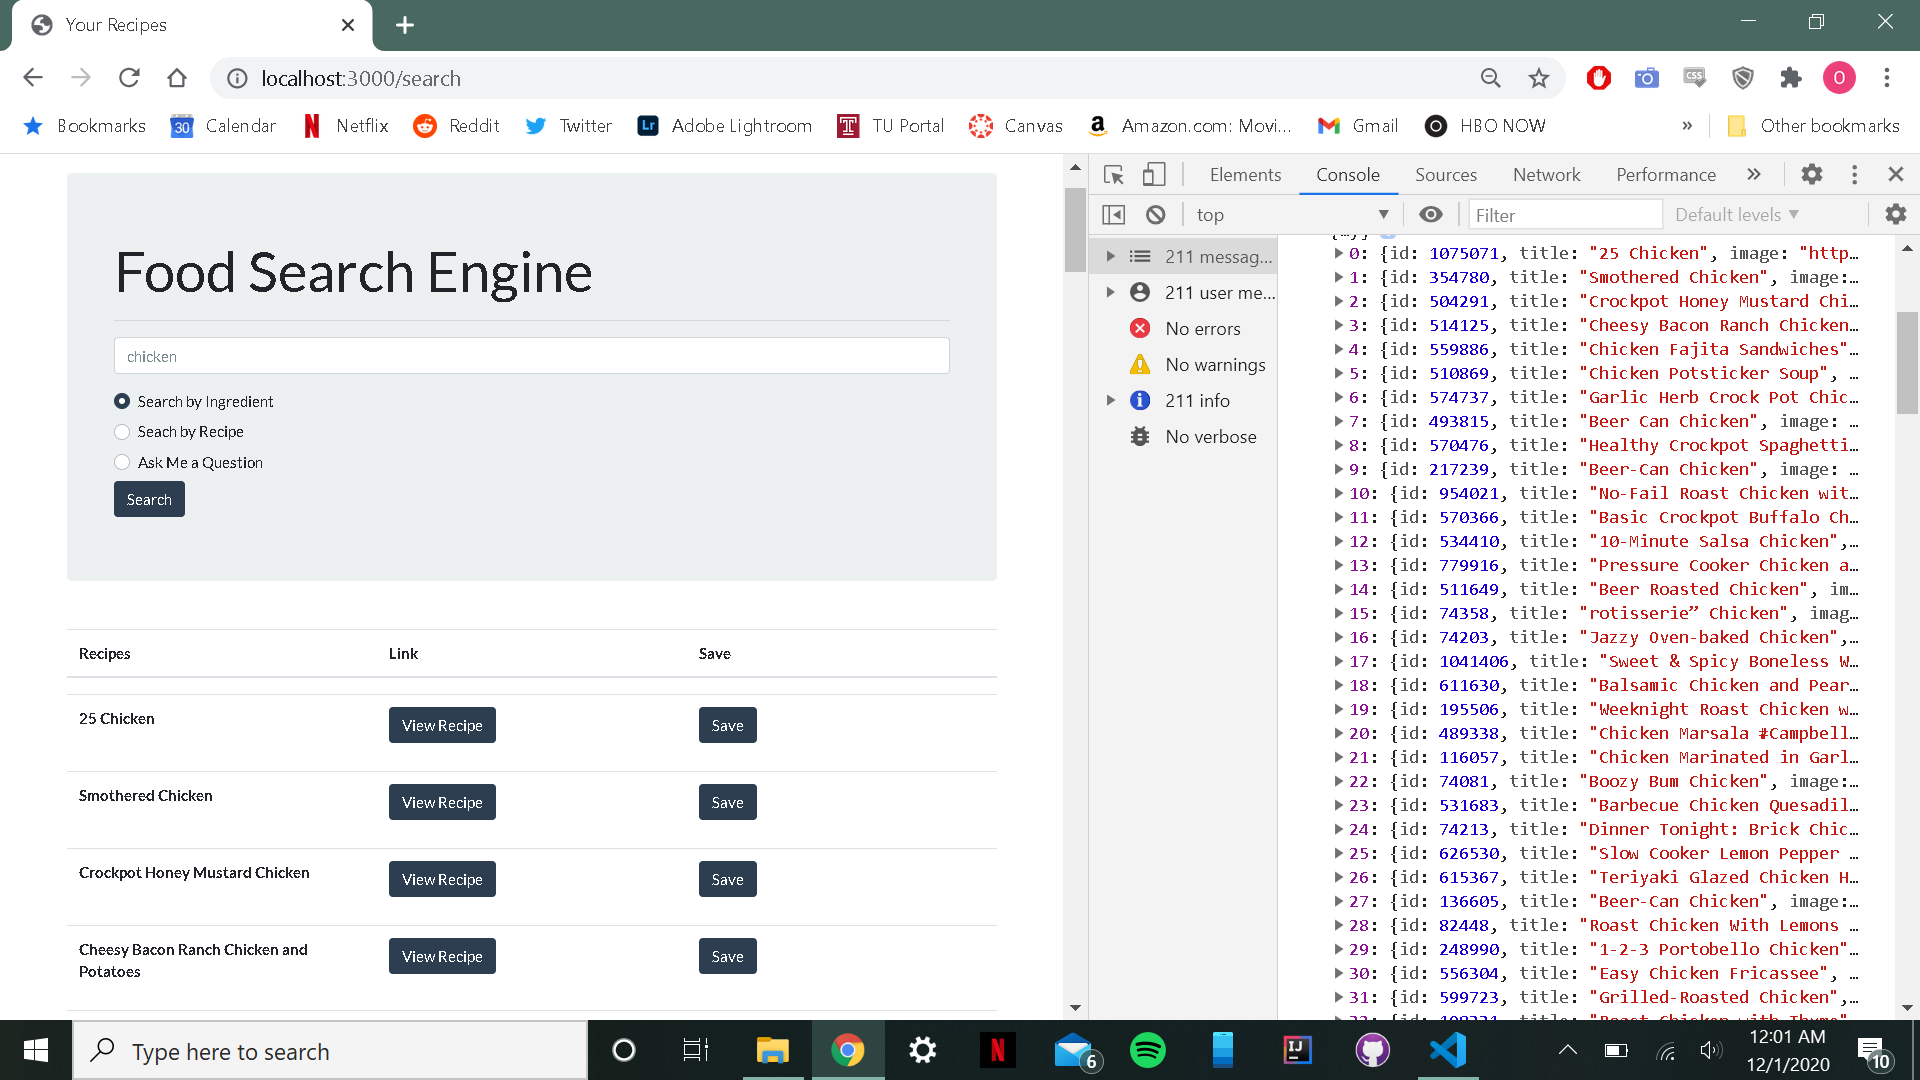 Your Recipes
localhost:3000/search
Bookmarks Calendar Netflix Reddit Twitter Adobe Lightroom TU Portal Canvas Amazon.com: Movi... Gmail HBO NOW » Other bookmarks
Food Search Engine
chicken
Search by Ingredient
Seach by Recipe
Ask Me a Question
Search
Recipes Link Save
25 Chicken View Recipe Save
Smothered Chicken View Recipe Save
Crockpot Honey Mustard Chicken View Recipe Save
Cheesy Bacon Ranch Chicken and
Potatoes View Recipe Save
Elements Console Sources Network Performance »
top Filter Default levels
211 messag...
211 user me...
No errors
No warnings
211 info
No verbose
0: {id: 1075071, title: "25 Chicken", image: "http…
1: {id: 354780, title: "Smothered Chicken", image:…
2: {id: 504291, title: "Crockpot Honey Mustard Chi…
3: {id: 514125, title: "Cheesy Bacon Ranch Chicken…
4: {id: 559886, title: "Chicken Fajita Sandwiches"…
5: {id: 510869, title: "Chicken Potsticker Soup", …
6: {id: 574737, title: "Garlic Herb Crock Pot Chic…
7: {id: 493815, title: "Beer Can Chicken", image: …
8: {id: 570476, title: "Healthy Crockpot Spaghetti…
9: {id: 217239, title: "Beer-Can Chicken", image: …
10: {id: 954021, title: "No-Fail Roast Chicken wit…
11: {id: 570366, title: "Basic Crockpot Buffalo Ch…
12: {id: 534410, title: "10-Minute Salsa Chicken",…
13: {id: 779916, title: "Pressure Cooker Chicken a…
14: {id: 511649, title: "Beer Roasted Chicken", im…
15: {id: 74358, title: "rotisserie” Chicken", imag…
16: {id: 74203, title: "Jazzy Oven-baked Chicken",…
17: {id: 1041406, title: "Sweet & Spicy Boneless W…
18: {id: 611630, title: "Balsamic Chicken and Pear…
19: {id: 195506, title: "Weeknight Roast Chicken w…
20: {id: 489338, title: "Chicken Marsala #Campbell…
21: {id: 116057, title: "Chicken Marinated in Garl…
22: {id: 74081, title: "Boozy Bum Chicken", image:…
23: {id: 531683, title: "Barbecue Chicken Quesadil…
24: {id: 74213, title: "Dinner Tonight: Brick Chic…
25: {id: 626530, title: "Slow Cooker Lemon Pepper …
26: {id: 615367, title: "Teriyaki Glazed Chicken H…
27: {id: 136605, title: "Beer-Can Chicken", image:…
28: {id: 82448, title: "Roast Chicken With Lemons …
29: {id: 248990, title: "1-2-3 Portobello Chicken"…
30: {id: 556304, title: "Easy Chicken Fricassee", …
31: {id: 599723, title: "Grilled-Roasted Chicken",…
Type here to search
6
12:01 AM
12/1/2020
10